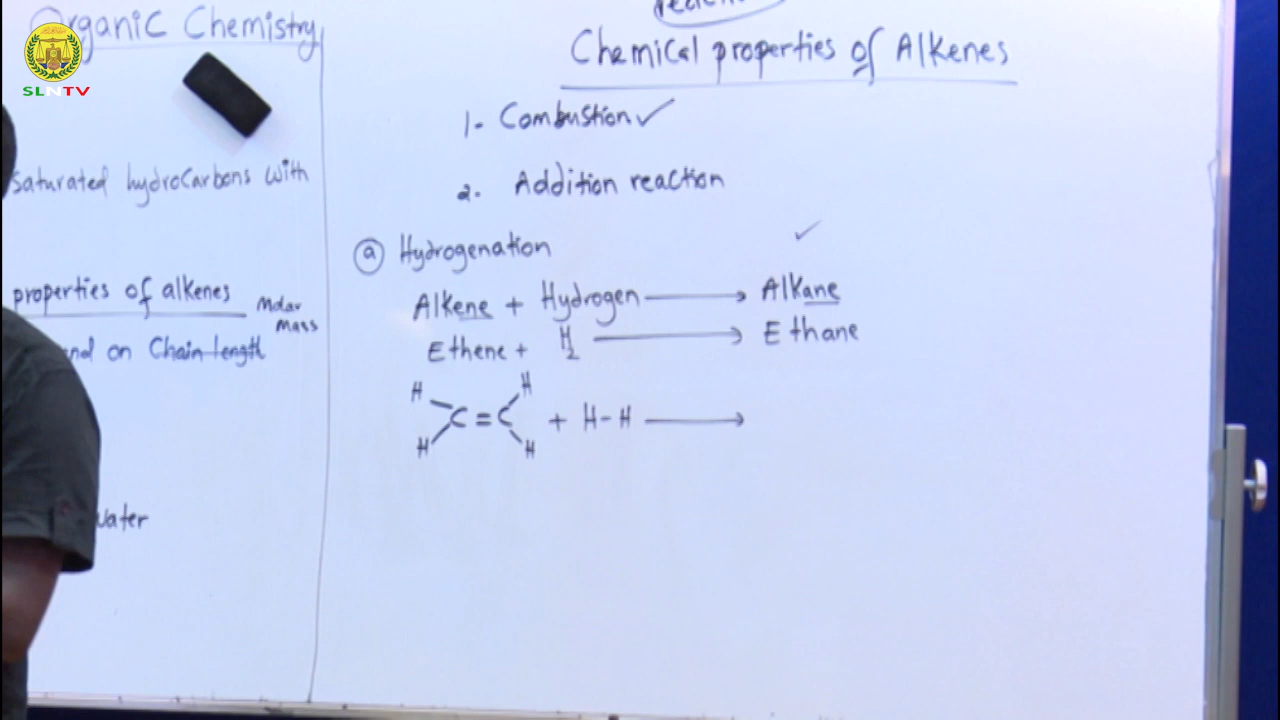 SLNTV
Organic Chemistry
saturated hydrocarbons with
properties of alkenes
Molar
mass
on Chain length
water
Chemical properties of Alkenes
1- Combustion ✓
2. Addition reaction
ⓐ Hydrogenation ✓
Alkene + Hydrogen → Alkane
Ethene + H2 → Ethane
H H
C = C + H-H →
H H